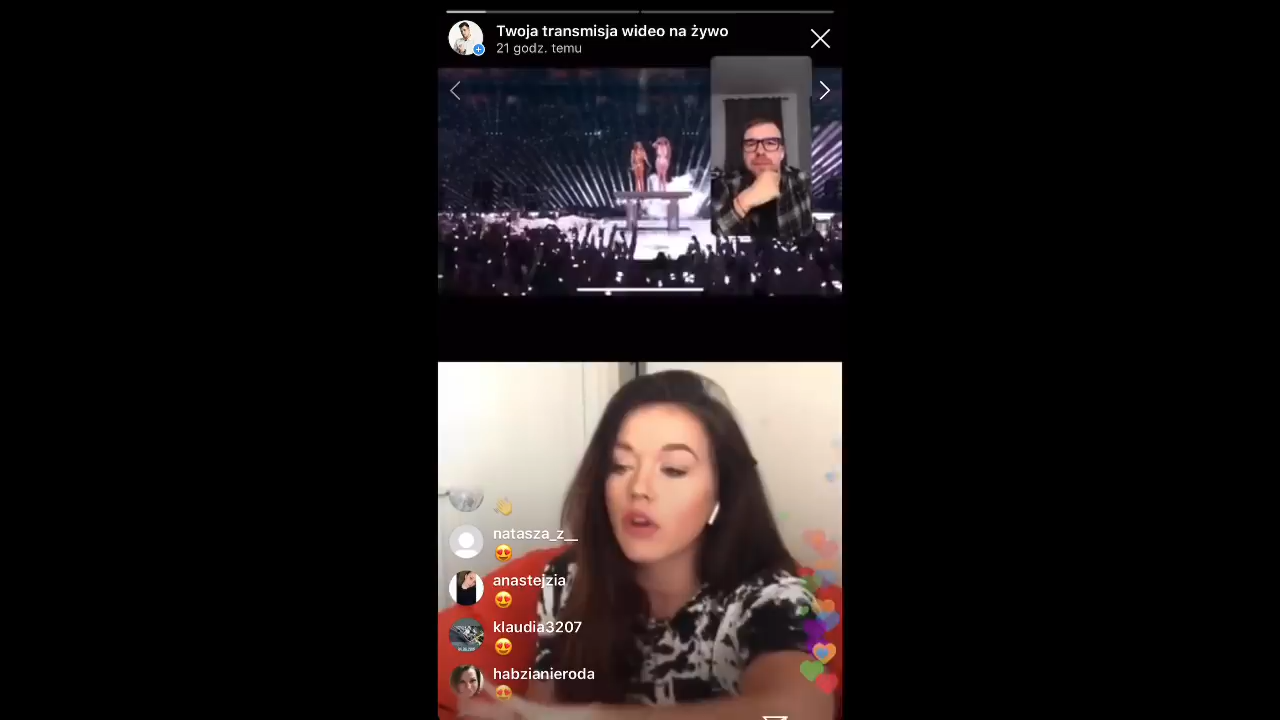 Twoja transmisja wideo na żywo
21 godz. temu
natasza_z__
anastejzia
klaudia3207
habzianieroda